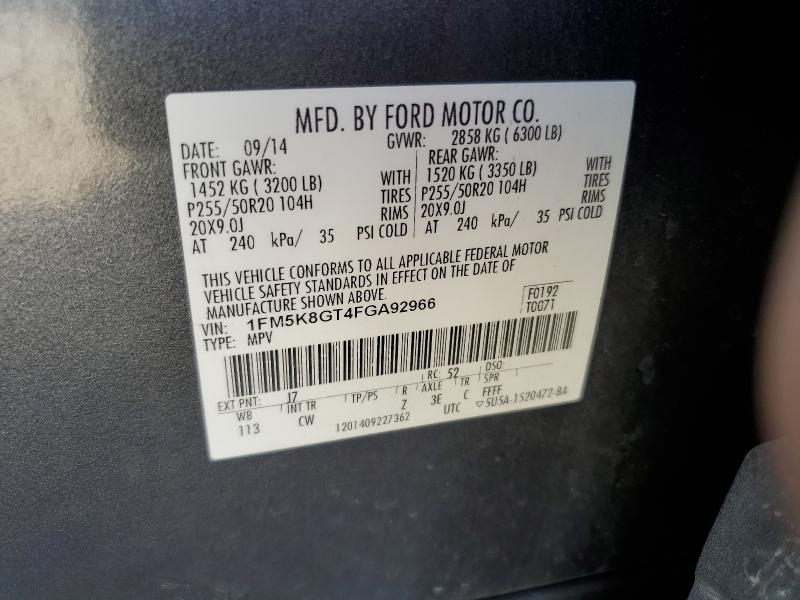 MFD. BY FORD MOTOR CO.
DATE: 09/14 GVWR: 2858 KG ( 6300 LB)
FRONT GAWR: REAR GAWR:
1452 KG ( 3200 LB) WITH 1520 KG ( 3350 LB) WITH
P255/50R20 104H TIRES P255/50R20 104H TIRES
20X9.0J RIMS 20X9.0J RIMS
AT 240 kPa/ 35 PSI COLD AT 240 kPa/ 35 PSI COLD
THIS VEHICLE CONFORMS TO ALL APPLICABLE FEDERAL MOTOR
VEHICLE SAFETY STANDARDS IN EFFECT ON THE DATE OF
MANUFACTURE SHOWN ABOVE.
VIN: 1FM5K8GT4FGA92966 F0192
TYPE: MPV T0071
EXT PNT: J7 RC: 52 DSO:
WB INT TR TP/PS R AXLE TR SPR
113 CW Z 3E C FFFF
1201409227362 UTC ▽5U5A-1520472-BA